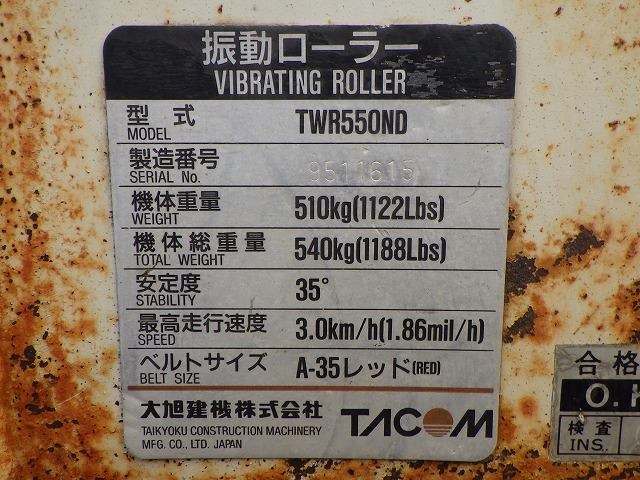 振動ローラー
VIBRATING ROLLER
型式 TWR550ND
MODEL
製造番号 9511615
SERIAL No.
機体重量 510kg(1122Lbs)
WEIGHT
機体総重量 540kg(1188Lbs)
TOTAL WEIGHT
安定度 35°
STABILITY
最高走行速度 3.0km/h(1.86mil/h)
SPEED
ベルトサイズ A-35レッド(RED)
BELT SIZE
大旭建機株式会社 TACOM
TAIKYOKU CONSTRUCTION MACHINERY
MFG. CO., LTD. JAPAN
合格
O.
検査
INS.